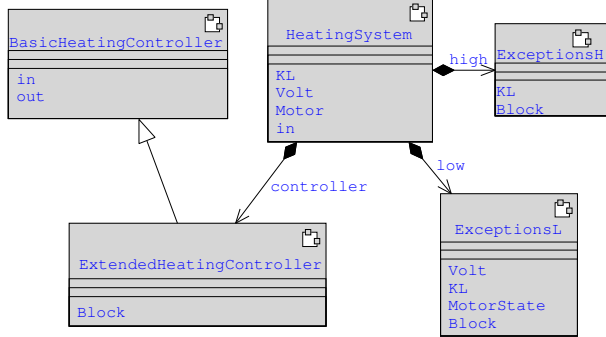 BasicHeatingController
in
out
HeatingSystem
KL
Volt
Motor
in
high
ExceptionsH
KL
Block
controller
low
ExtendedHeatingController
Block
ExceptionsL
Volt
KL
MotorState
Block